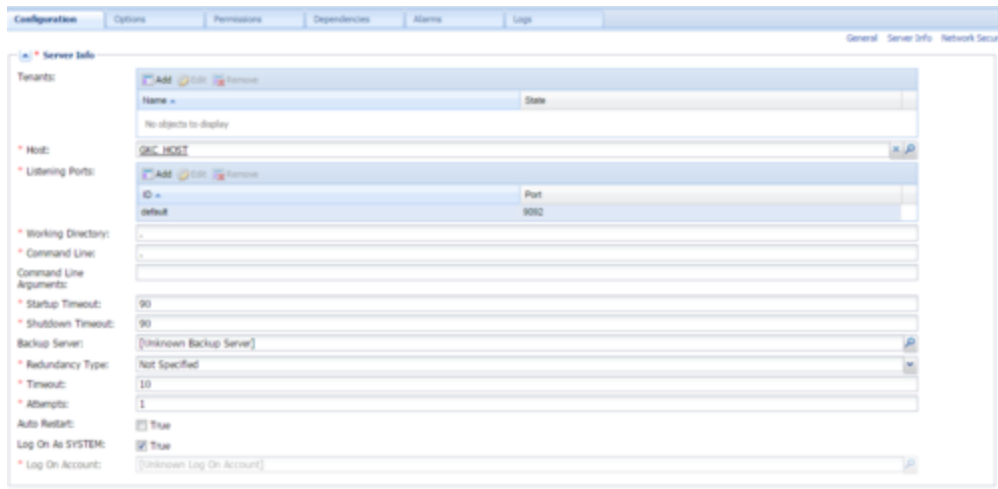 Configuration Options Permissions Dependencies Alarms Logs
General Server Info Network Secur
* Server Info
Tenants:
Add Edit Remove
Name State
No objects to display
* Host: GKC_HOST
* Listening Ports:
Add Edit Remove
ID Port
default 9092
* Working Directory: .
* Command Line: .
Command Line
Arguments:
* Startup Timeout: 90
* Shutdown Timeout: 90
Backup Server: [Unknown Backup Server]
* Redundancy Type: Not Specified
* Timeout: 10
* Attempts: 1
Auto Restart: True
Log On As SYSTEM: True
* Log On Account: [Unknown Log On Account]